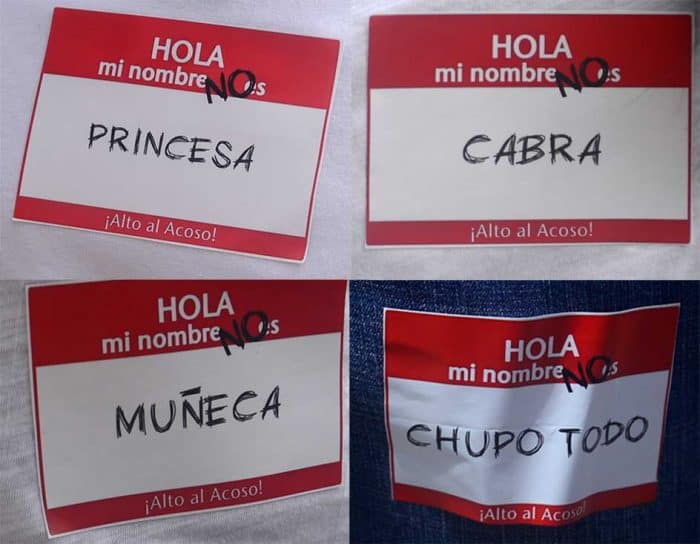 HOLA
mi nombre NO es
PRINCESA
¡Alto al Acoso!
HOLA
mi nombre NO es
CABRA
¡Alto al Acoso!
HOLA
mi nombre NO es
MUÑECA
¡Alto al Acoso!
HOLA
mi nombre NO es
CHUPO TODO
¡Alto al Acoso!